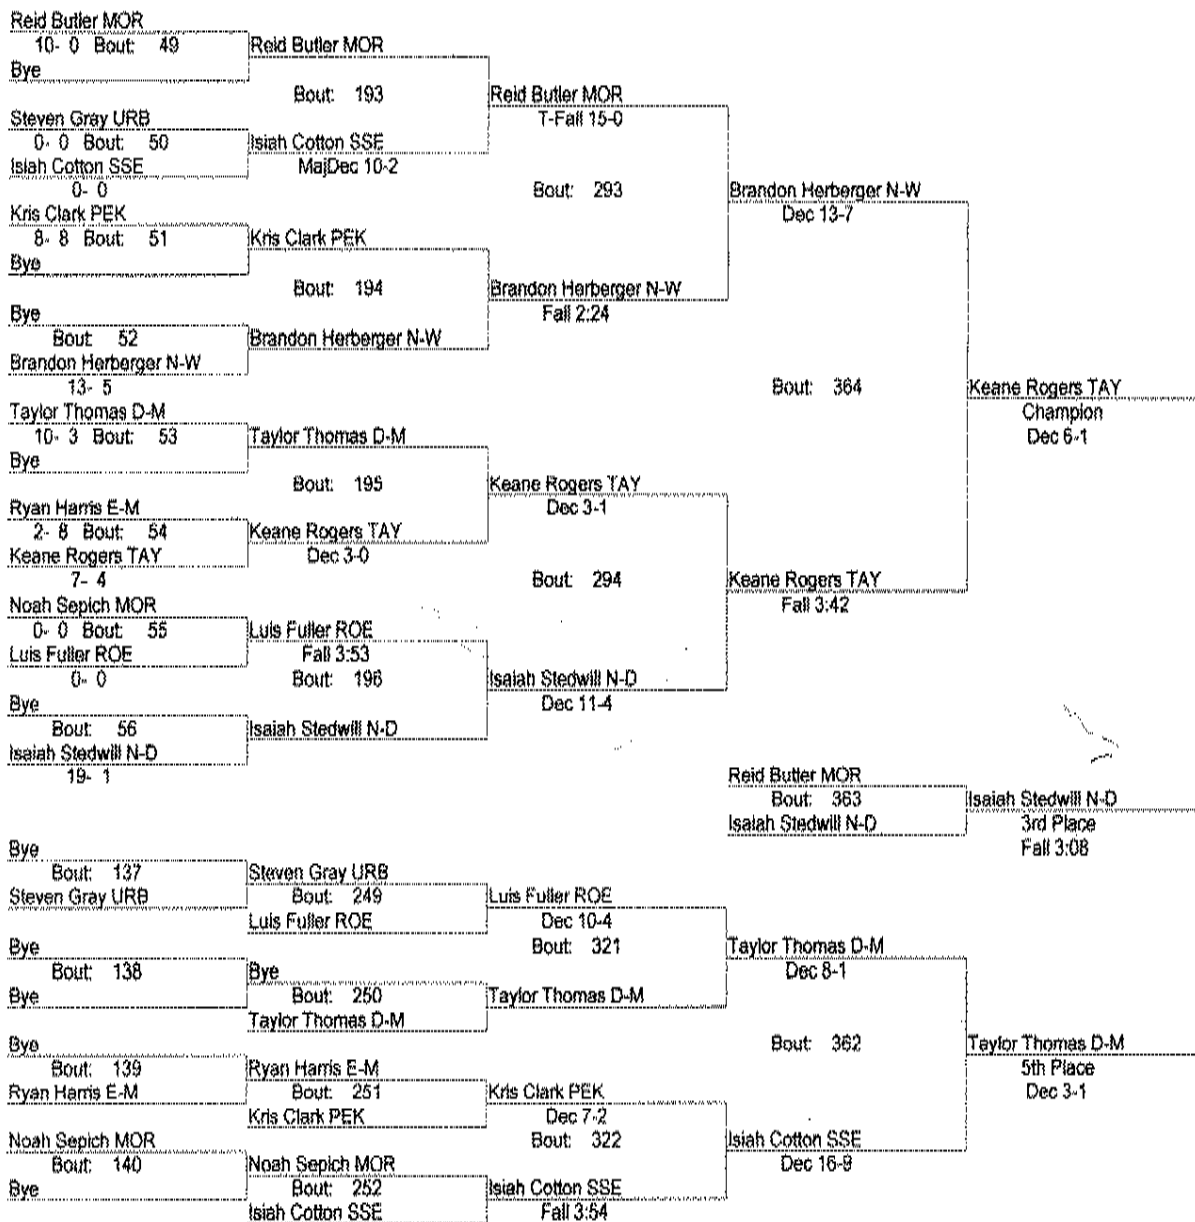 Reid Butler MOR
10- 0 Bout: 49
Bye
Reid Butler MOR
Bout: 193
Steven Gray URB
0- 0 Bout: 50
Isiah Cotton SSE
0- 0
Isiah Cotton SSE
MajDec 10-2
Reid Butler MOR
T-Fall 15-0
Bout: 293
Kris Clark PEK
8- 8 Bout: 51
Bye
Kris Clark PEK
Bout: 194
Bye
Bout: 52
Brandon Herberger N-W
13- 5
Brandon Herberger N-W
Brandon Herberger N-W
Fall 2:24
Brandon Herberger N-W
Dec 13-7
Bout: 364
Keane Rogers TAY
Champion
Dec 6-1
Taylor Thomas D-M
10- 3 Bout: 53
Bye
Taylor Thomas D-M
Bout: 195
Ryan Harris E-M
2- 8 Bout: 54
Keane Rogers TAY
7- 4
Keane Rogers TAY
Dec 3-0
Keane Rogers TAY
Dec 3-1
Bout: 294
Keane Rogers TAY
Fall 3:42
Noah Sepich MOR
0- 0 Bout: 55
Luis Fuller ROE
0- 0
Luis Fuller ROE
Fall 3:53
Bout: 196
Bye
Bout: 56
Isaiah Stedwill N-D
19- 1
Isaiah Stedwill N-D
Isaiah Stedwill N-D
Dec 11-4
Reid Butler MOR
Bout: 363
Isaiah Stedwill N-D
Isaiah Stedwill N-D
3rd Place
Fall 3:08
Bye
Bout: 137
Steven Gray URB
Steven Gray URB
Bout: 249
Luis Fuller ROE
Luis Fuller ROE
Dec 10-4
Bout: 321
Bye
Bout: 138
Bye
Bye
Bout: 250
Taylor Thomas D-M
Taylor Thomas D-M
Taylor Thomas D-M
Dec 8-1
Bout: 362
Taylor Thomas D-M
5th Place
Dec 3-1
Bye
Bout: 139
Ryan Harris E-M
Ryan Harris E-M
Bout: 251
Kris Clark PEK
Kris Clark PEK
Dec 7-2
Bout: 322
Noah Sepich MOR
Bout: 140
Bye
Noah Sepich MOR
Bout: 252
Isiah Cotton SSE
Isiah Cotton SSE
Fall 3:54
Isiah Cotton SSE
Dec 16-9